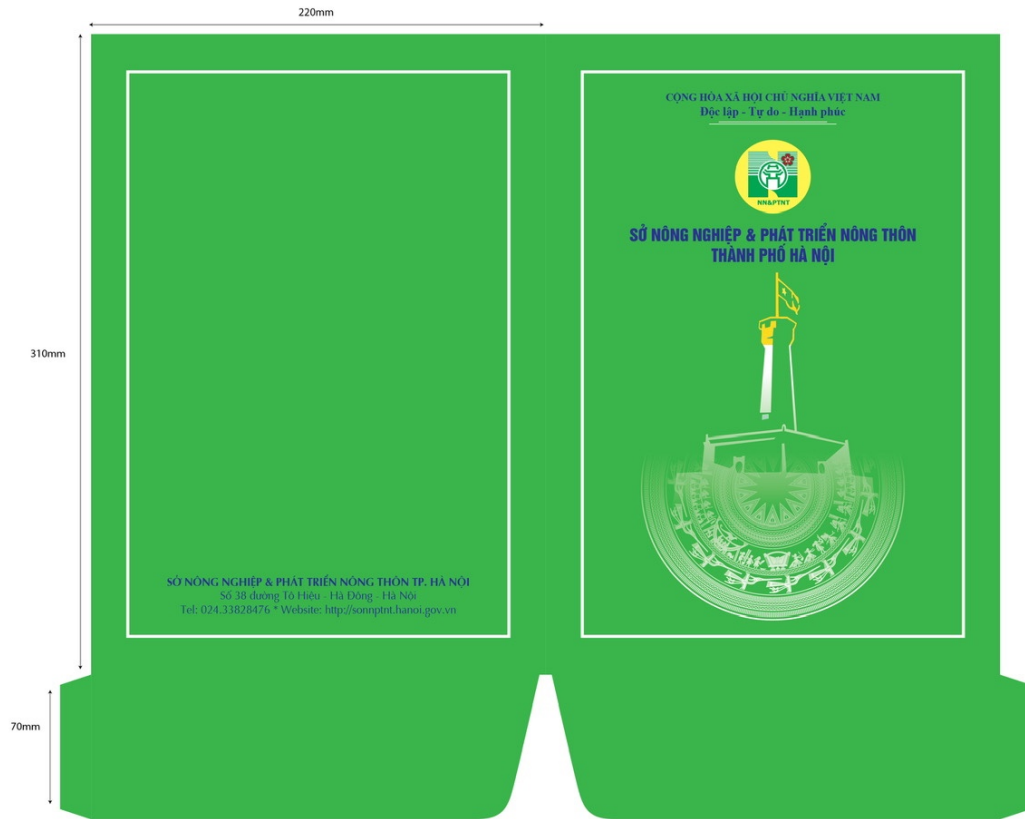 220mm
310mm
70mm
SỞ NÔNG NGHIỆP & PHÁT TRIỂN NÔNG THÔN TP. HÀ NỘI
Số 38 đường Tô Hiệu - Hà Đông - Hà Nội
Tel: 024.33828476 * Website: http://sonnptnt.hanoi.gov.vn
CỘNG HÒA XÃ HỘI CHỦ NGHĨA VIỆT NAM
Độc lập - Tự do - Hạnh phúc
NN&PTNT
SỞ NÔNG NGHIỆP & PHÁT TRIỂN NÔNG THÔN
THÀNH PHỐ HÀ NỘI